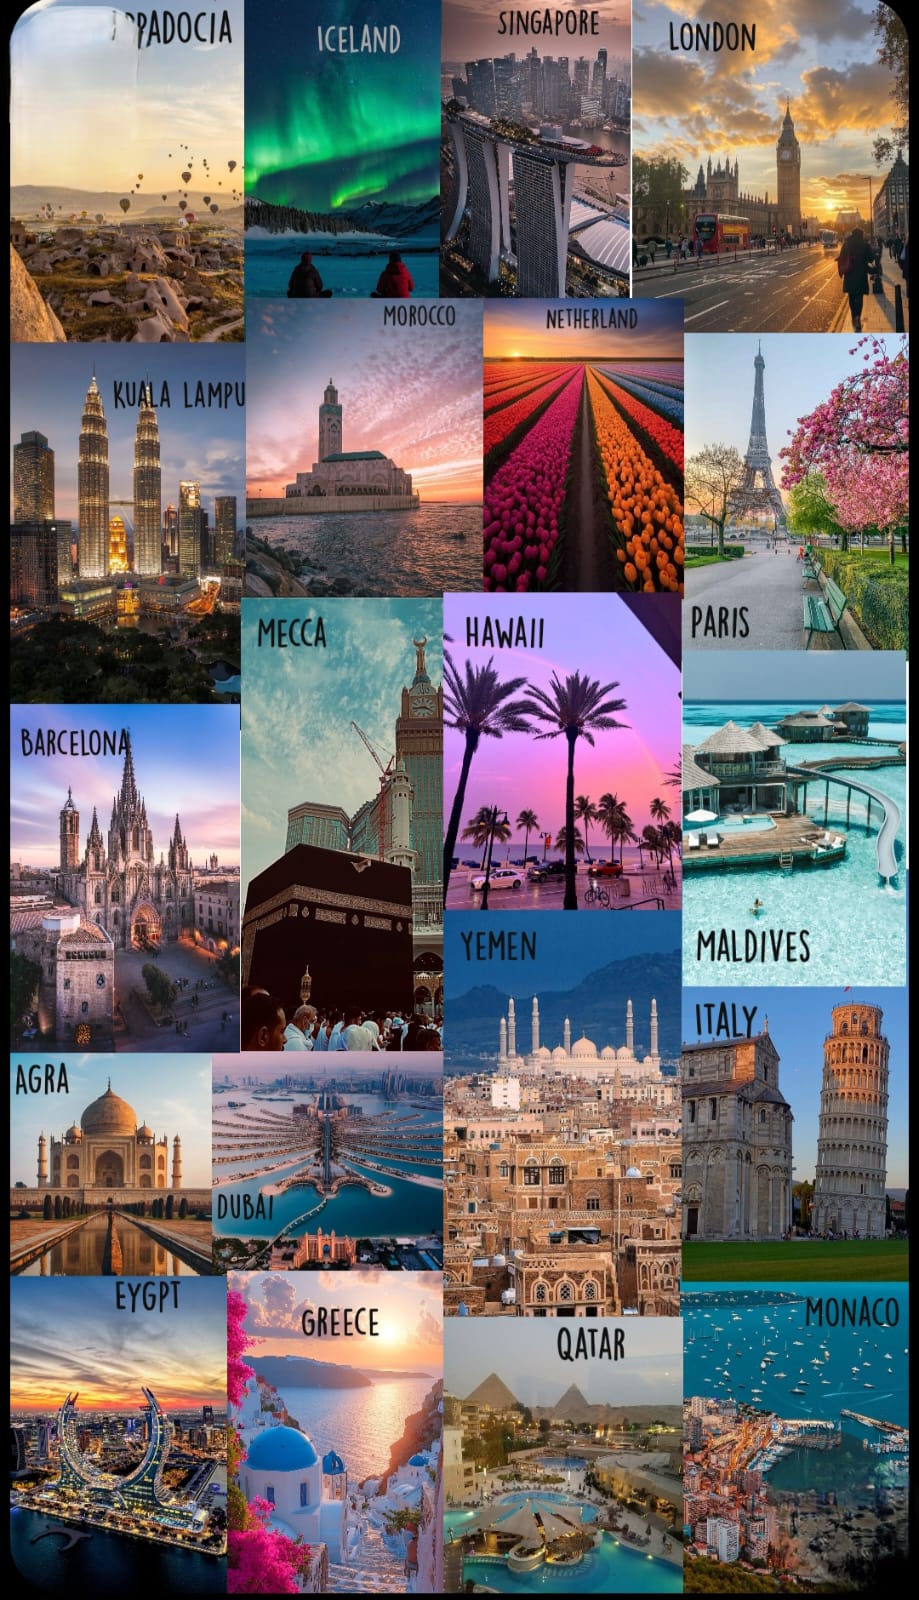 PPADOCIA
ICELAND
SINGAPORE
LONDON
KUALA LAMPU
MOROCCO
NETHERLAND
PARIS
MECCA
HAWAII
BARCELONA
YEMEN
MALDIVES
ITALY
AGRA
DUBAI
EYGPT
GREECE
QATAR
MONACO